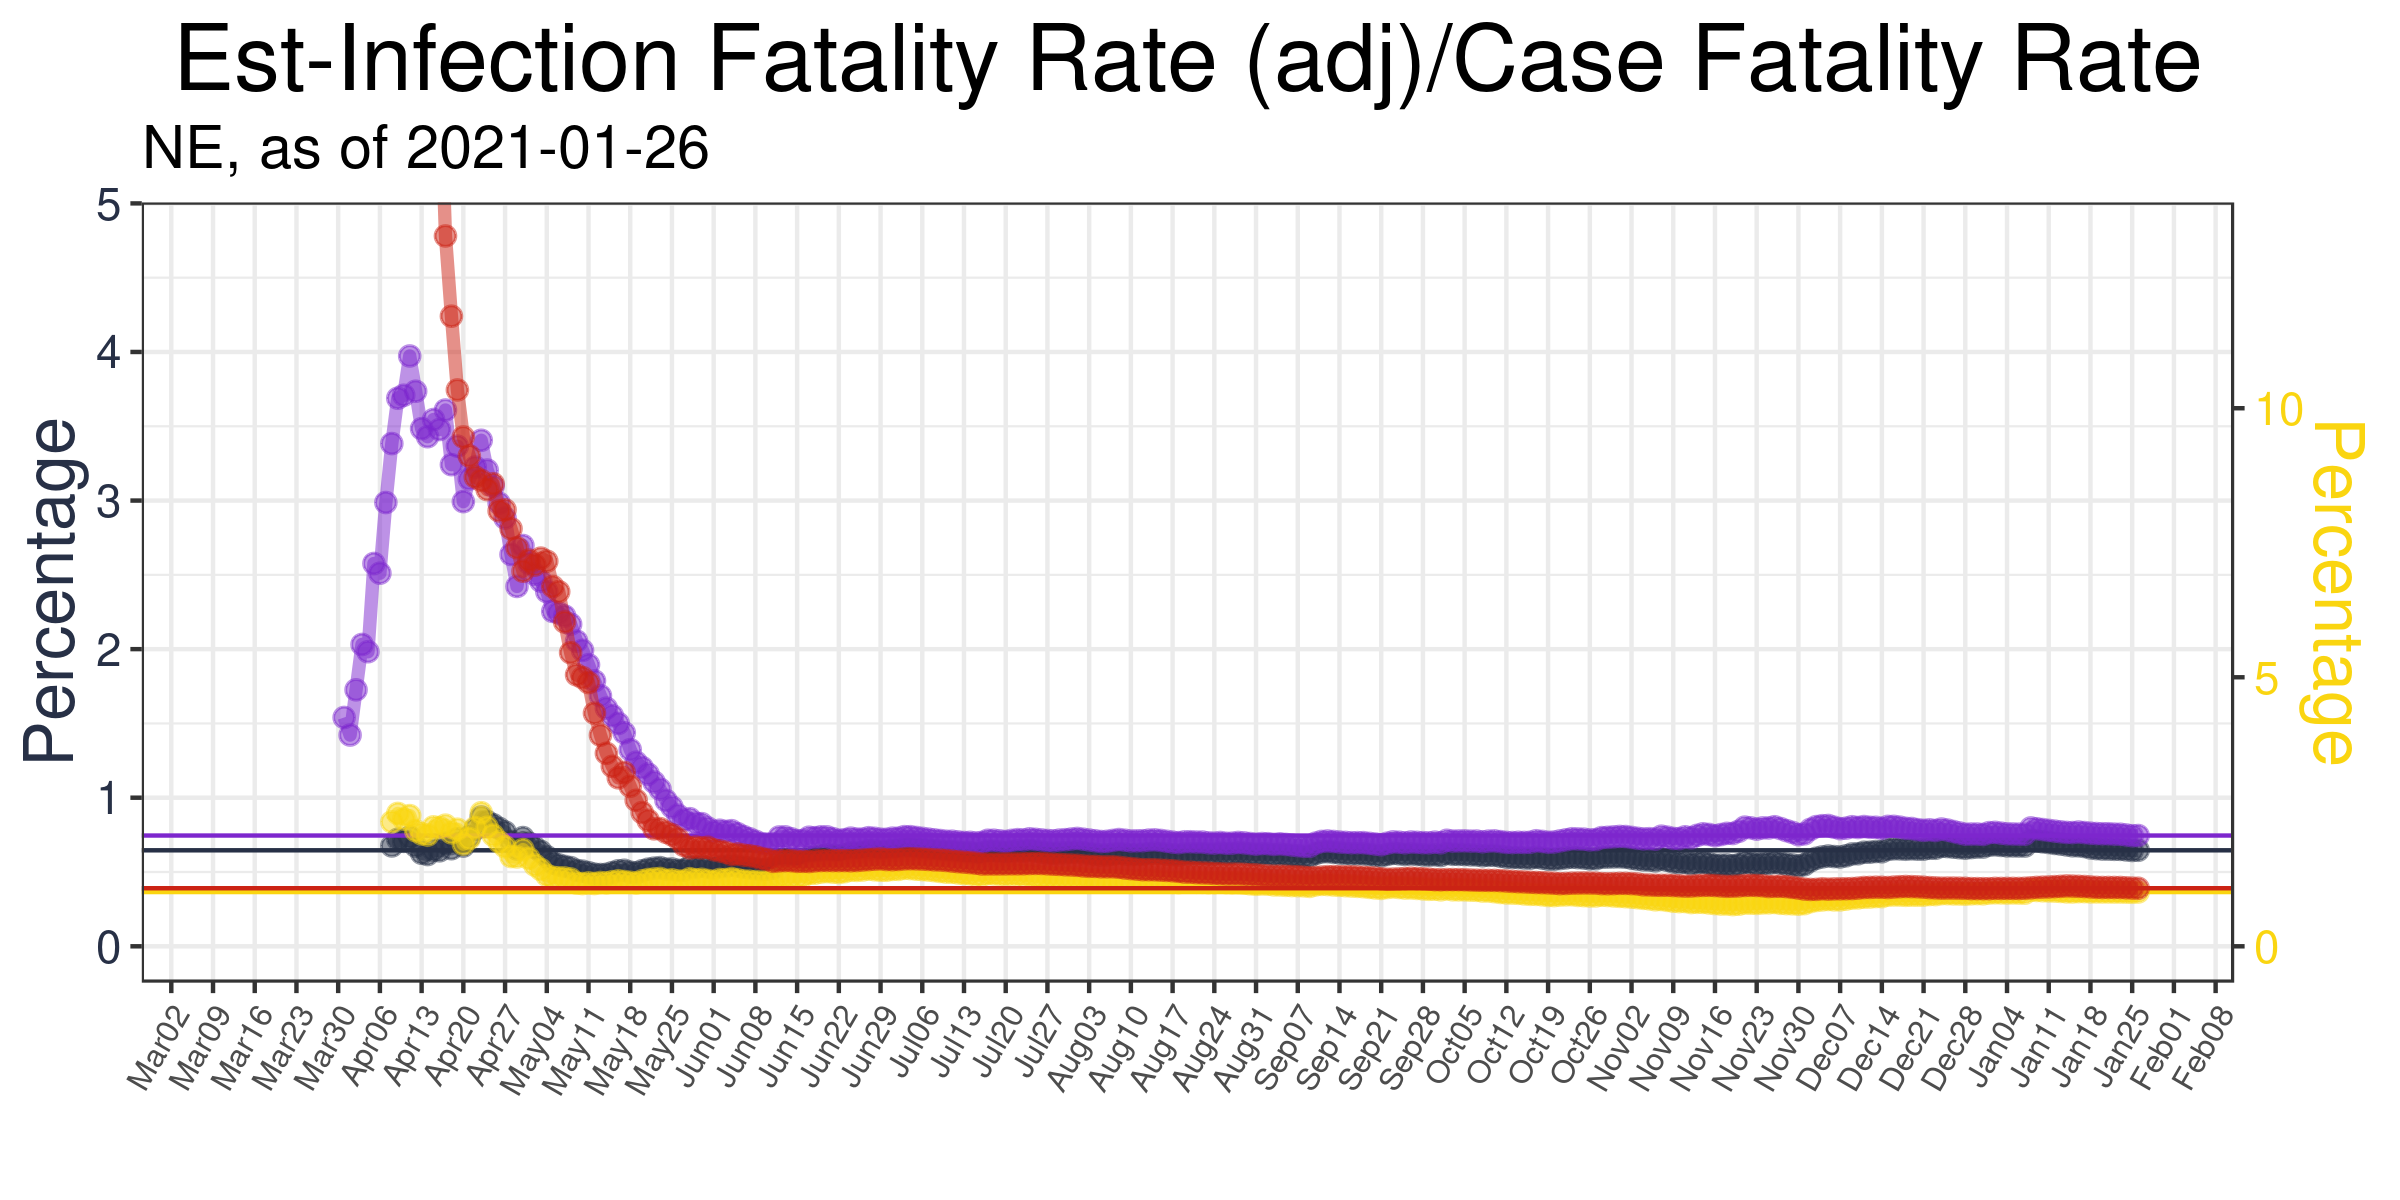 Est-Infection Fatality Rate (adj)/Case Fatality Rate
NE, as of 2021-01-26
Percentage
5
4
3
2
1
0
10
5
0
Percentage
Mar02 Mar09 Mar16 Mar23 Mar30 Apr06 Apr13 Apr20 Apr27 May04 May11 May18 May25 Jun01 Jun08 Jun15 Jun22 Jun29 Jul06 Jul13 Jul20 Jul27 Aug03 Aug10 Aug17 Aug24 Aug31 Sep07 Sep14 Sep21 Sep28 Oct05 Oct12 Oct19 Oct26 Nov02 Nov09 Nov16 Nov23 Nov30 Dec07 Dec14 Dec21 Dec28 Jan04 Jan11 Jan18 Jan25 Feb01 Feb08